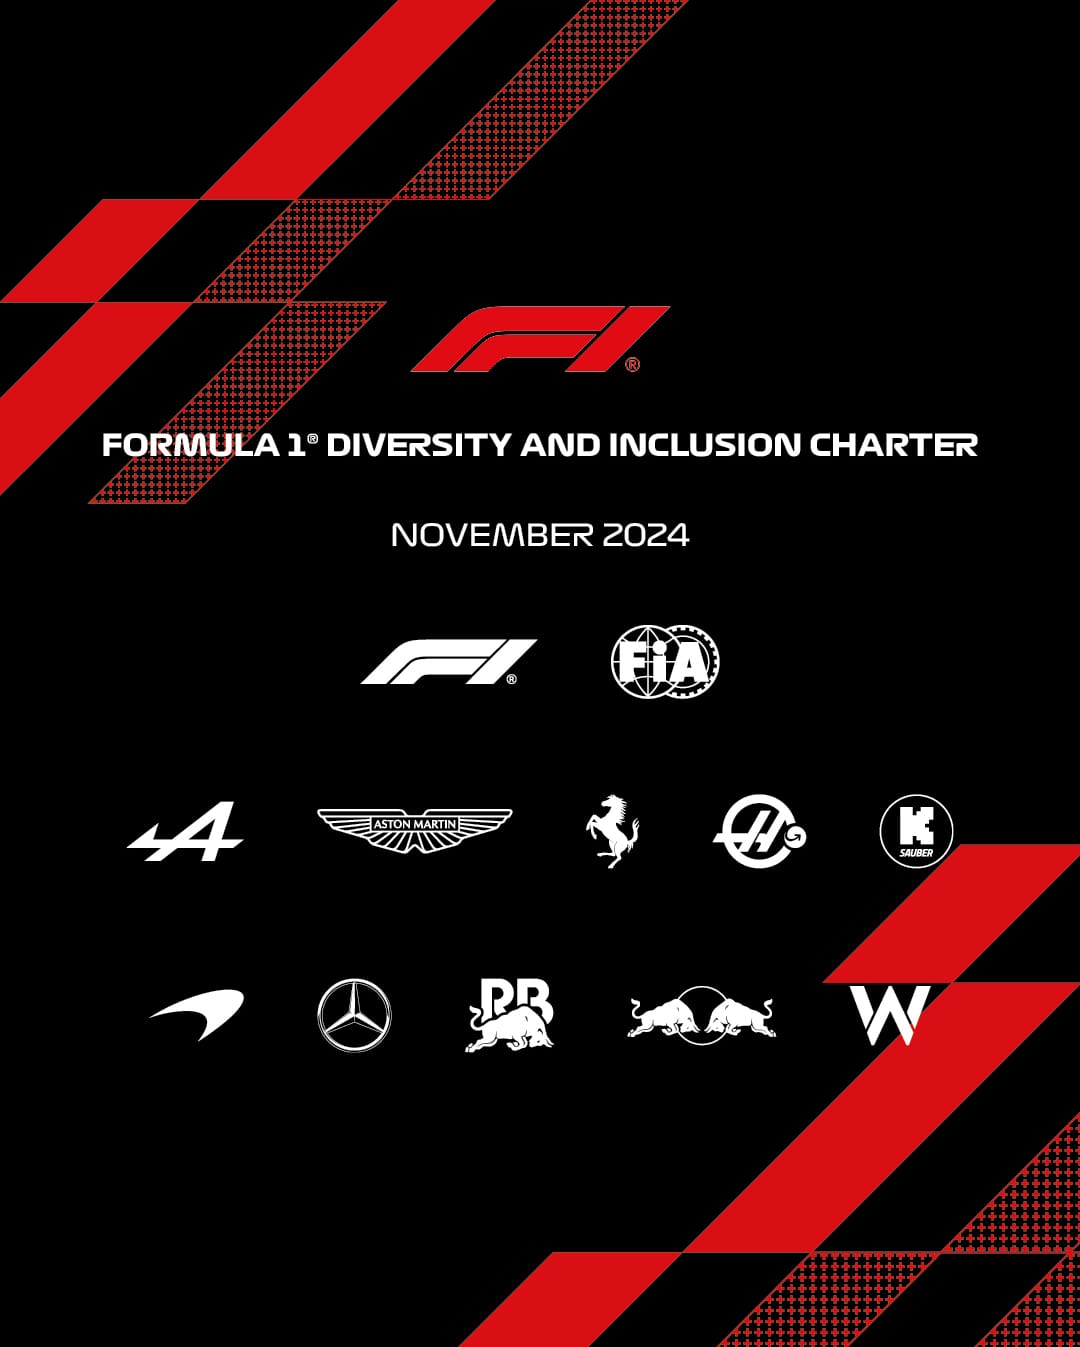 F1®
FORMULA 1® DIVERSITY AND INCLUSION CHARTER
NOVEMBER 2024
F1® FiA
A ASTON MARTIN H K SAUBER
RB W